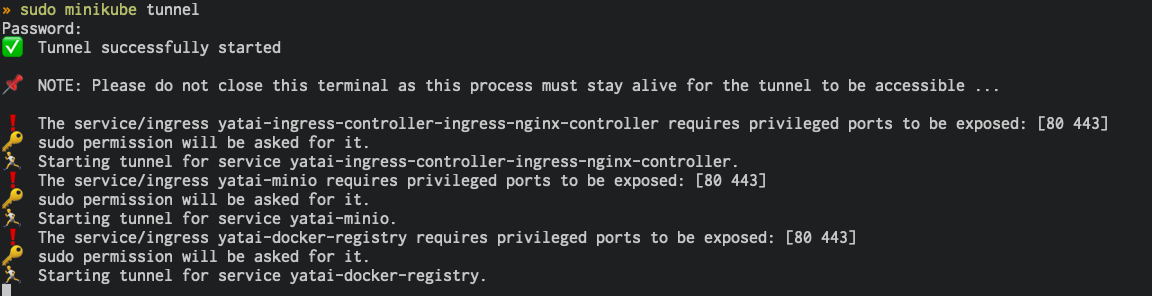 » sudo minikube tunnel
Password:
✅ Tunnel successfully started
📌 NOTE: Please do not close this terminal as this process must stay alive for the tunnel to be accessible ...
❗ The service/ingress yatai-ingress-controller-ingress-nginx-controller requires privileged ports to be exposed: [80 443]
🔑 sudo permission will be asked for it.
🏃 Starting tunnel for service yatai-ingress-controller-ingress-nginx-controller.
❗ The service/ingress yatai-minio requires privileged ports to be exposed: [80 443]
🔑 sudo permission will be asked for it.
🏃 Starting tunnel for service yatai-minio.
❗ The service/ingress yatai-docker-registry requires privileged ports to be exposed: [80 443]
🔑 sudo permission will be asked for it.
🏃 Starting tunnel for service yatai-docker-registry.